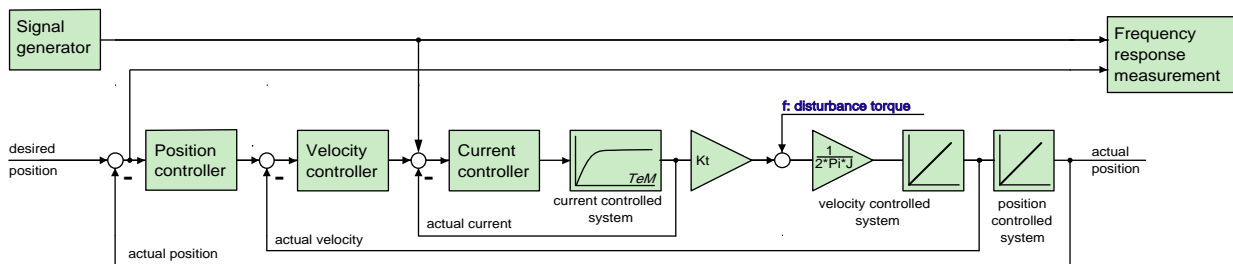 Signal
generator
Frequency
response
measurement
f: disturbance torque
desired
position
Position
controller
Velocity
controller
Current
controller
TeM
Kt
1
2*Pi*J
actual
position
current controlled
system
velocity controlled
system
position
controlled
system
actual current
actual velocity
actual position